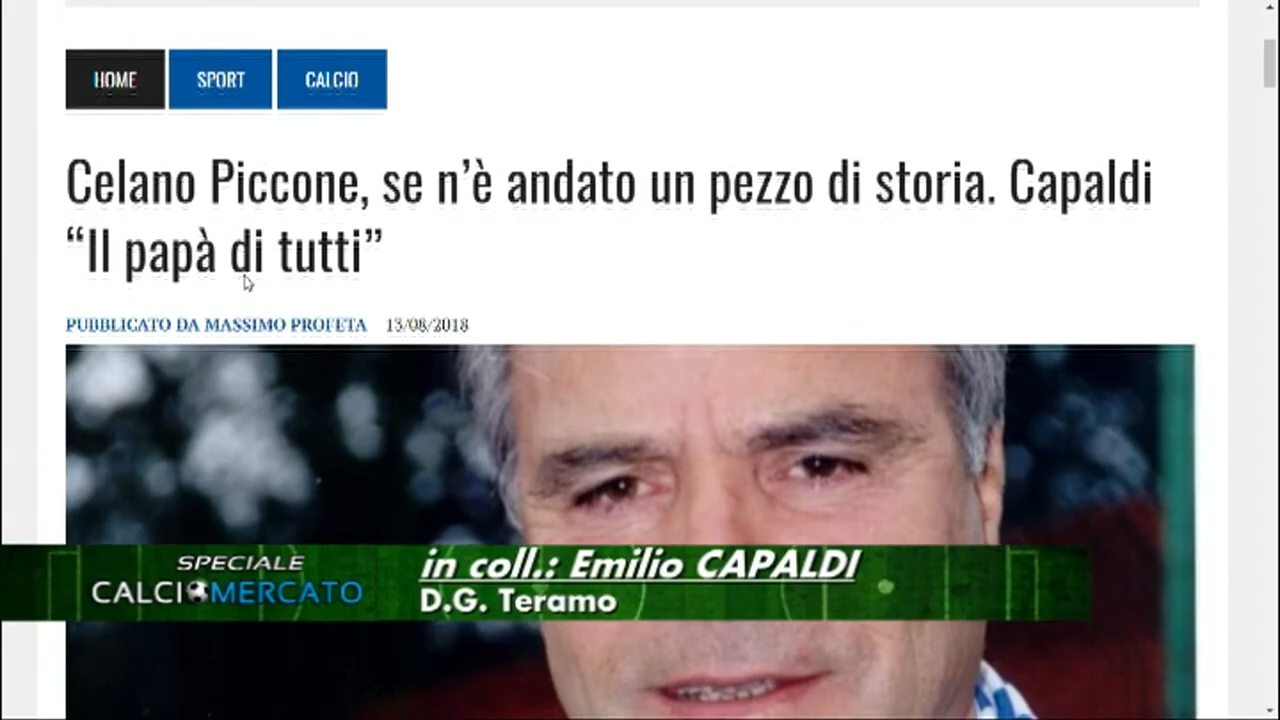 HOME
SPORT
CALCIO
Celano Piccone, se n’è andato un pezzo di storia. Capaldi
“Il papà di tutti”
PUBBLICATO DA MASSIMO PROFETA 13/08/2018
SPECIALE
CALCIOMERCATO
in coll.: Emilio CAPALDI
D.G. Teramo